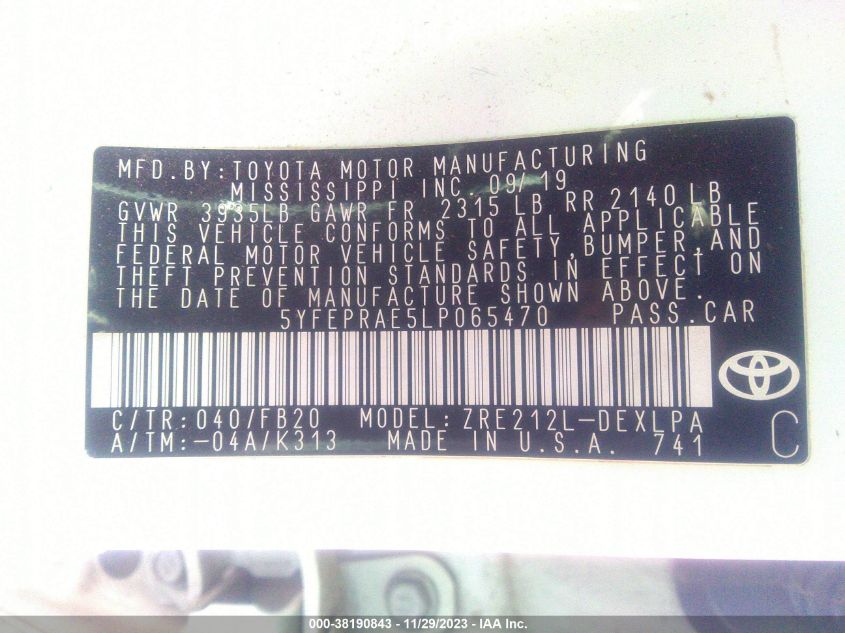 MFD.BY:TOYOTA MOTOR MANUFACTURING
MISSISSIPPI INC 09/19
GVWR 3935LB GAWR FR 2315 LB RR 2140 LB
THIS VEHICLE CONFORMS TO ALL APPLICABLE
FEDERAL MOTOR VEHICLE SAFETY,BUMPER,AND
THEFT PREVENTION STANDARDS IN EFFECT ON
THE DATE OF MANUFACTURE SHOWN ABOVE.
5YFEPRAE5LP065470 PASS.CAR
C/TR:040/FB20 MODEL:ZRE212L-DEXLPA
A/TM:-04A/K313 MADE IN U.S.A. 741 C
000-38190843 - 11/29/2023 - IAA Inc.